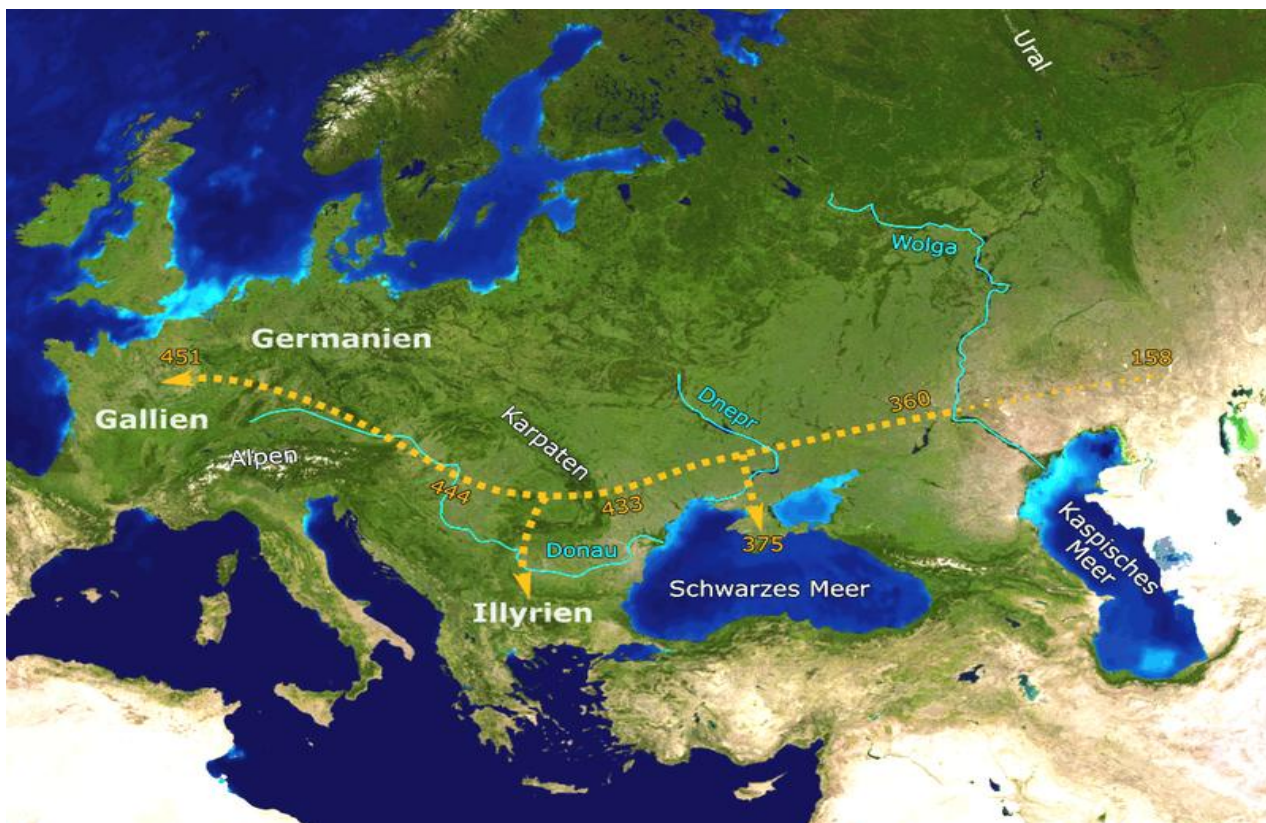 Ural
Wolga
Germanien
451
158
Dnepr
360
Gallien
Karpaten
Alpen
444
433
375
Donau
Kaspisches
Meer
Schwarzes Meer
Illyrien